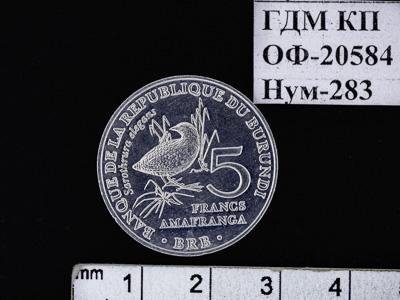 ГДМ КП
ОФ-20584
Нум-283
BANQUE DE LA REPUBLIQUE DU BURUNDI
Sarothrura elegans
5
FRANCS
AMAFRANGA
· BRB ·
mm 1 2 3 4